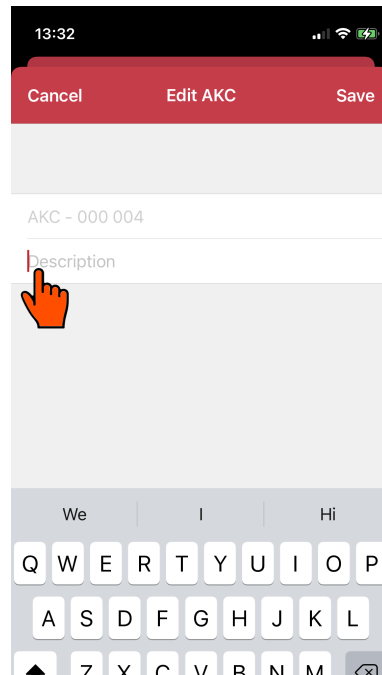 13:32
Cancel Edit AKC Save
AKC - 000 004
Description
We I Hi
Q W E R T Y U I O P
A S D F G H J K L
Z X C V B N M